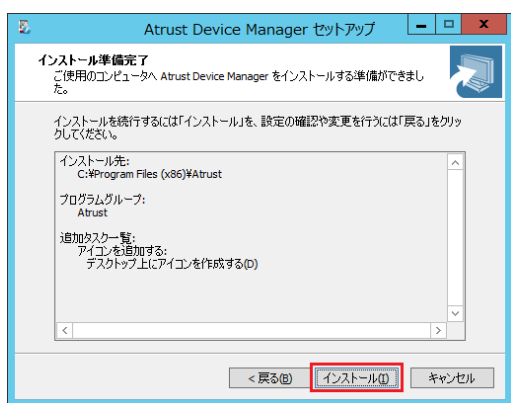 Atrust Device Manager セットアップ
インストール準備完了
ご使用のコンピュータへ Atrust Device Manager をインストールする準備ができまし
た。
インストールを続行するには「インストール」を、設定の確認や変更を行うには「戻る」をクリッ
クしてください。
インストール先:
C:¥Program Files (x86)¥Atrust
プログラムグループ:
Atrust
追加タスク一覧:
アイコンを追加する:
デスクトップ上にアイコンを作成する(D)
< 戻る(B)
インストール(I)
キャンセル